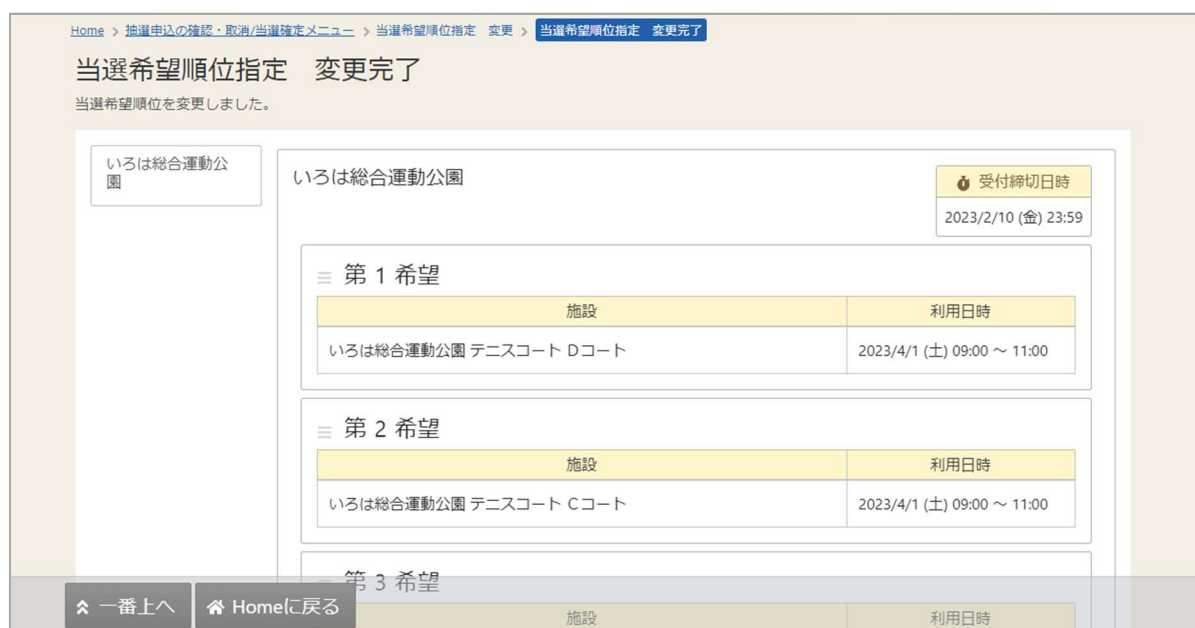 Home > 抽選申込の確認・取消/当選確定メニュー > 当選希望順位指定　変更 > 当選希望順位指定　変更完了
当選希望順位指定　変更完了
当選希望順位を変更しました。
いろは総合運動公
園
いろは総合運動公園
受付締切日時
2023/2/10 (金) 23:59
第 1 希望
施設 利用日時
いろは総合運動公園 テニスコート Dコート 2023/4/1 (土) 09:00 ～ 11:00
第 2 希望
施設 利用日時
いろは総合運動公園 テニスコート Cコート 2023/4/1 (土) 09:00 ～ 11:00
第 3 希望
施設 利用日時
一番上へ Homeに戻る